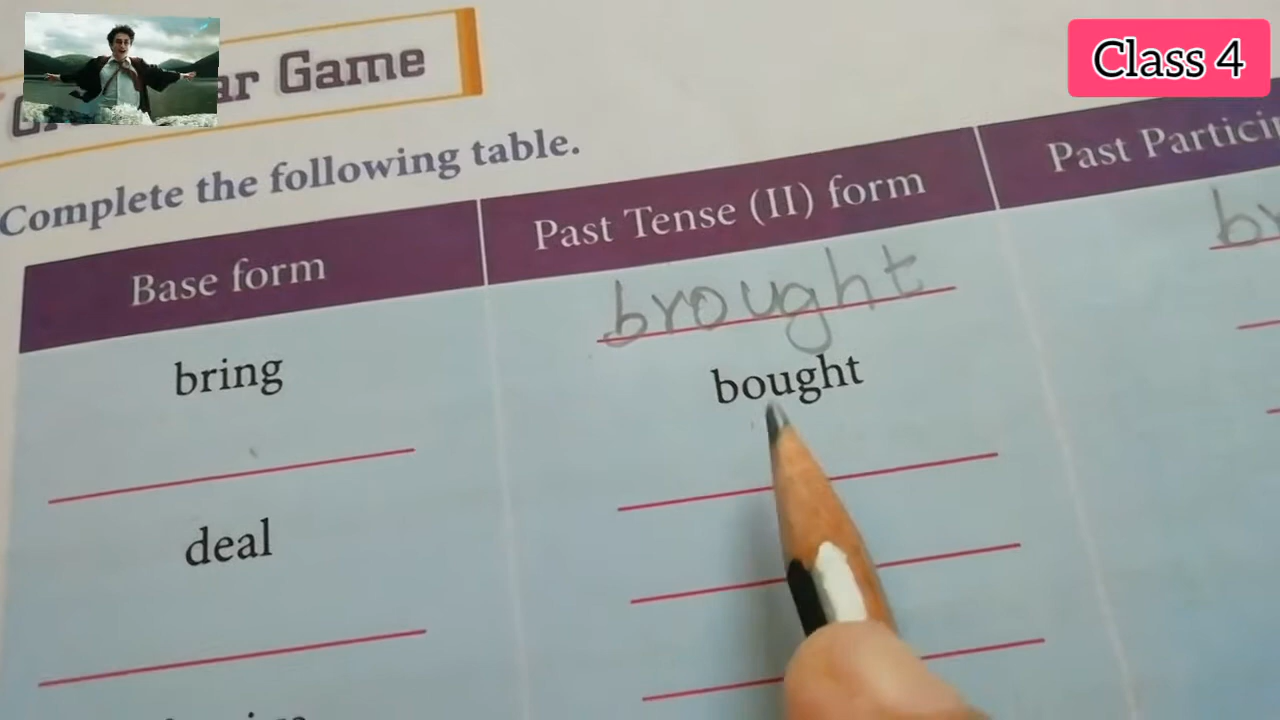 Class 4
ar Game
Complete the following table.
Base form Past Tense (II) form Past
brought
bring bought
deal